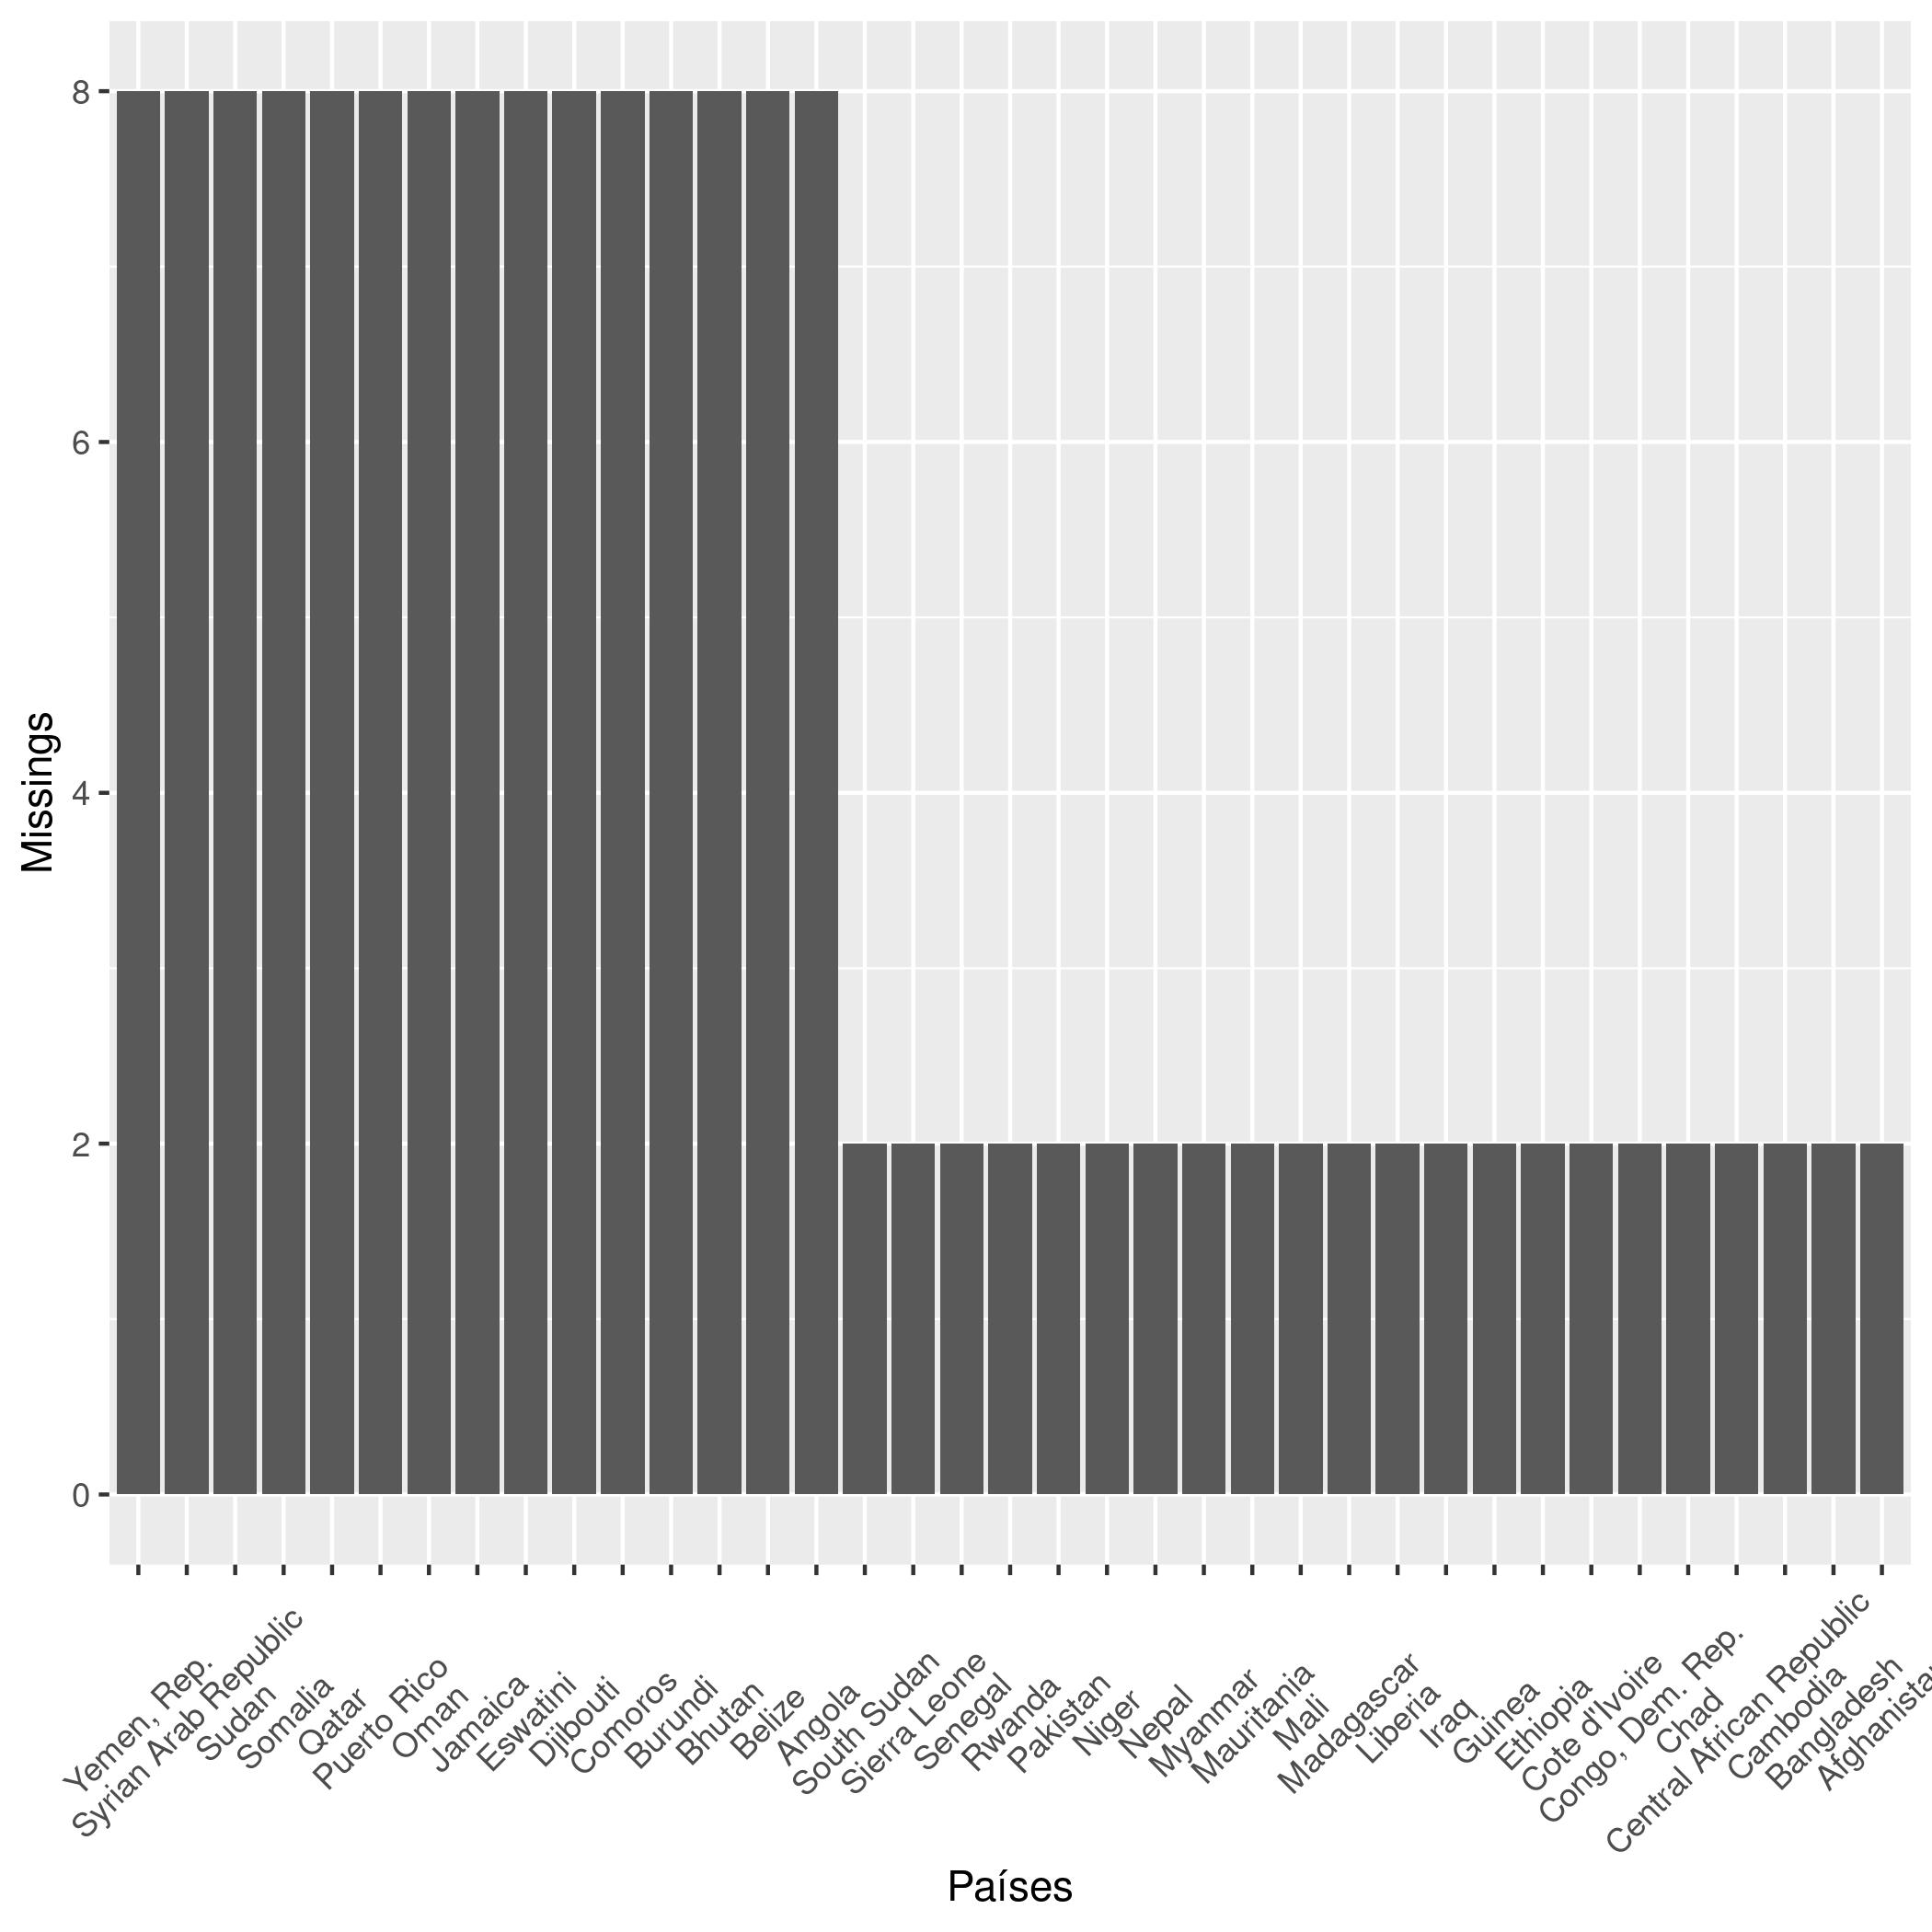 Missings
8
6
4
2
0
Yemen, Rep.
Syrian Arab Republic
Sudan
Somalia
Qatar
Puerto Rico
Oman
Jamaica
Eswatini
Djibouti
Comoros
Burundi
Bhutan
Belize
Angola
South Sudan
Sierra Leone
Senegal
Rwanda
Pakistan
Niger
Nepal
Myanmar
Mauritania
Mali
Madagascar
Liberia
Iraq
Guinea
Ethiopia
Cote d'Ivoire
Congo, Dem. Rep.
Chad
Central African Republic
Cambodia
Bangladesh
Afghanistan
Países